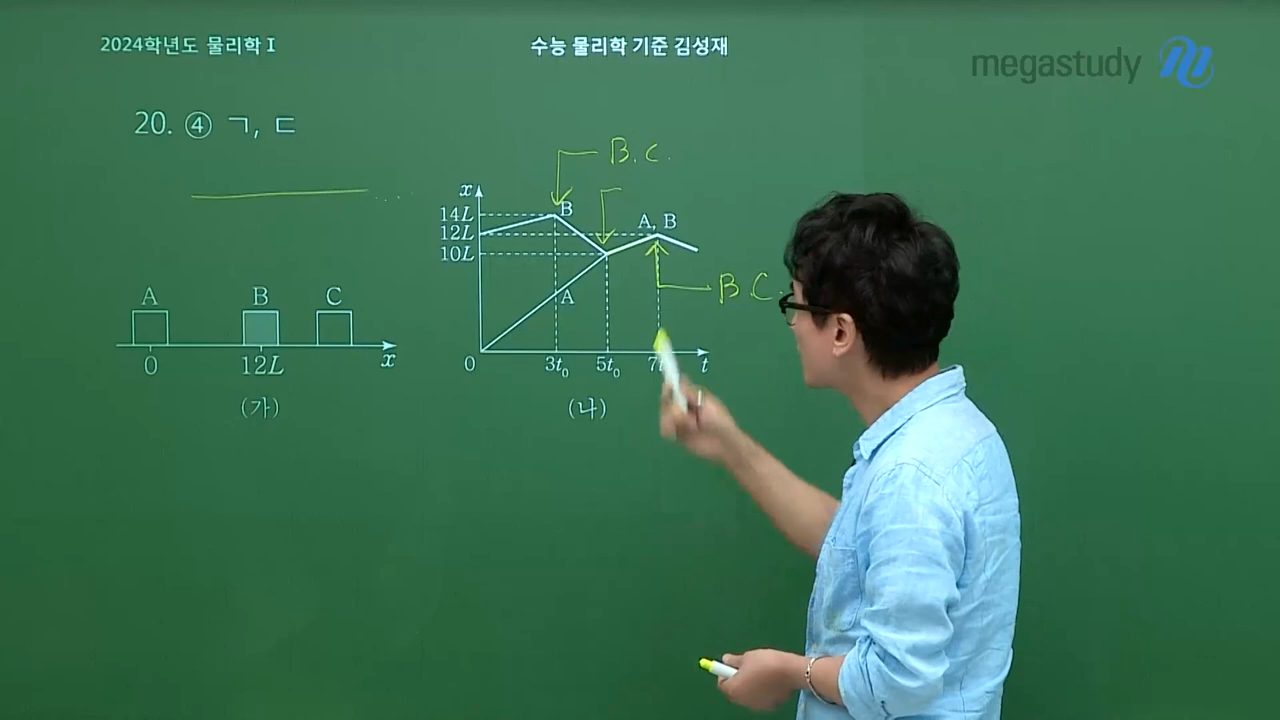 2024학년도 물리학 I
수능 물리학 기준 김성재
megastudy
20. ④ ㄱ, ㄷ
B.C.
x
14L
12L
10L
B
A, B
A
B.C.
0
3t₀
5t₀
t
(나)
A
B
C
0
12L
x
(가)